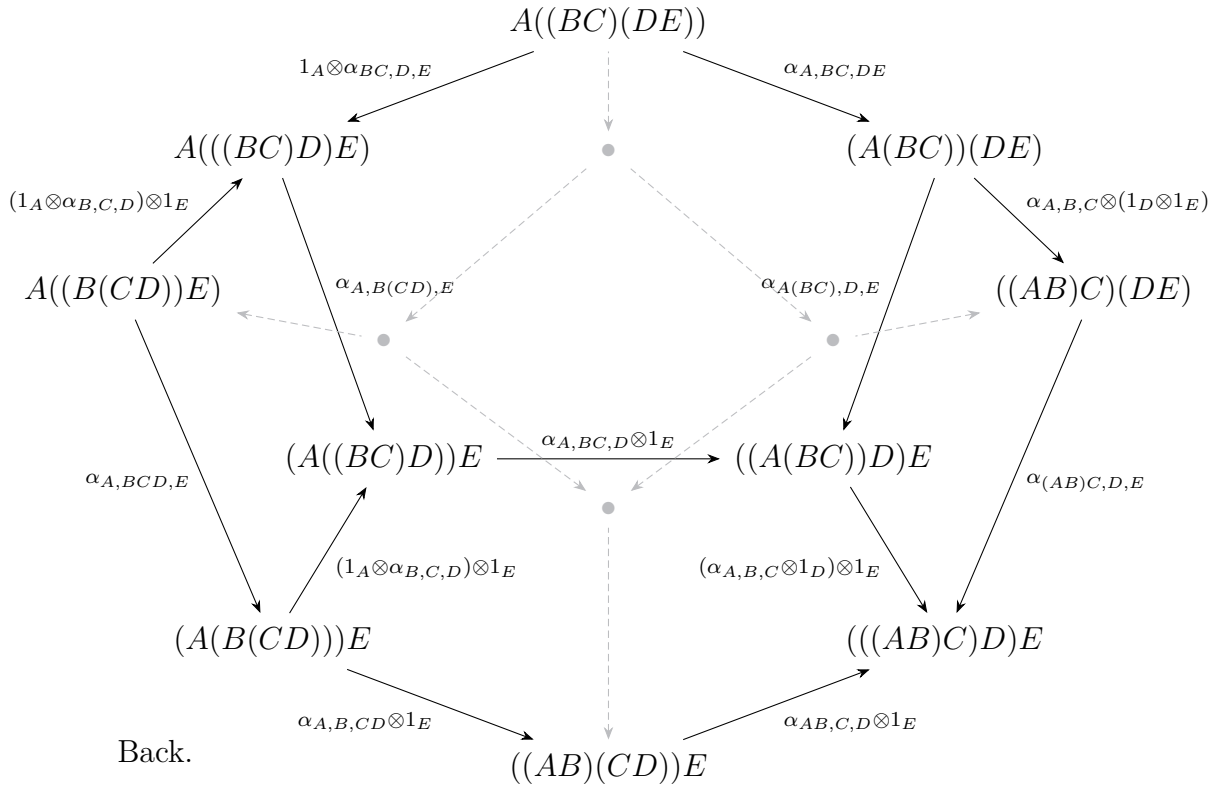 A((BC)(DE))
1_A⊗α_{BC,D,E}
α_{A,BC,DE}
A(((BC)D)E)
(A(BC))(DE)
(1_A⊗α_{B,C,D})⊗1_E
α_{A,B,C}⊗(1_D⊗1_E)
A((B(CD))E)
α_{A,B(CD),E}
α_{A(BC),D,E}
((AB)C)(DE)
(A((BC)D))E
α_{A,BC,D}⊗1_E
((A(BC))D)E
α_{A,BCD,E}
α_{(AB)C,D,E}
(1_A⊗α_{B,C,D})⊗1_E
(α_{A,B,C}⊗1_D)⊗1_E
(A(B(CD)))E
(((AB)C)D)E
α_{A,B,CD}⊗1_E
α_{AB,C,D}⊗1_E
Back.
((AB)(CD))E